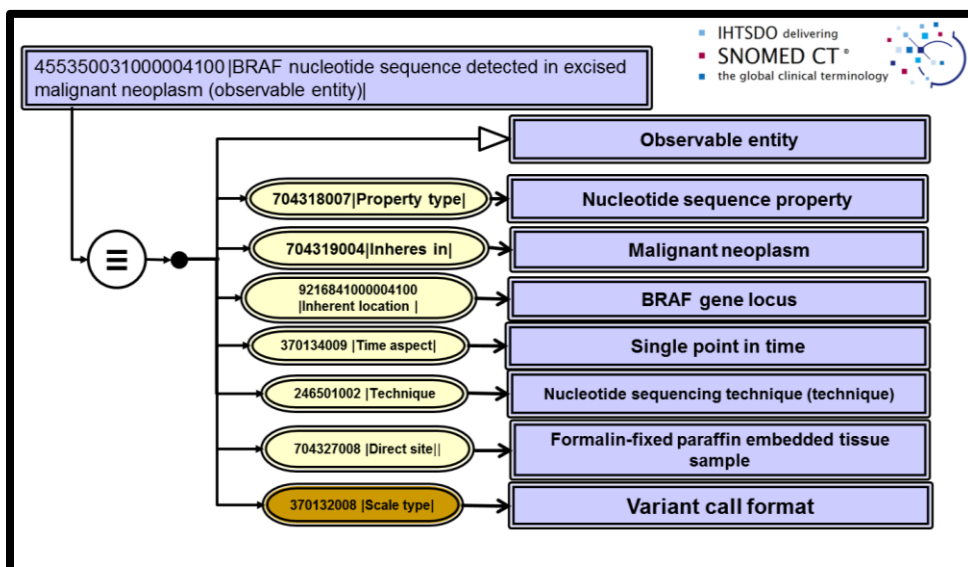 IHTSDO delivering
SNOMED CT ®
the global clinical terminology
455350031000004100|BRAF nucleotide sequence detected in excised
malignant neoplasm (observable entity)|
Observable entity
704318007|Property type|
Nucleotide sequence property
704319004|Inheres in|
Malignant neoplasm
9216841000004100
|Inherent location |
BRAF gene locus
370134009 |Time aspect|
Single point in time
246501002 |Technique
Nucleotide sequencing technique (technique)
704327008 |Direct site||
Formalin-fixed paraffin embedded tissue
sample
370132008 |Scale type|
Variant call format